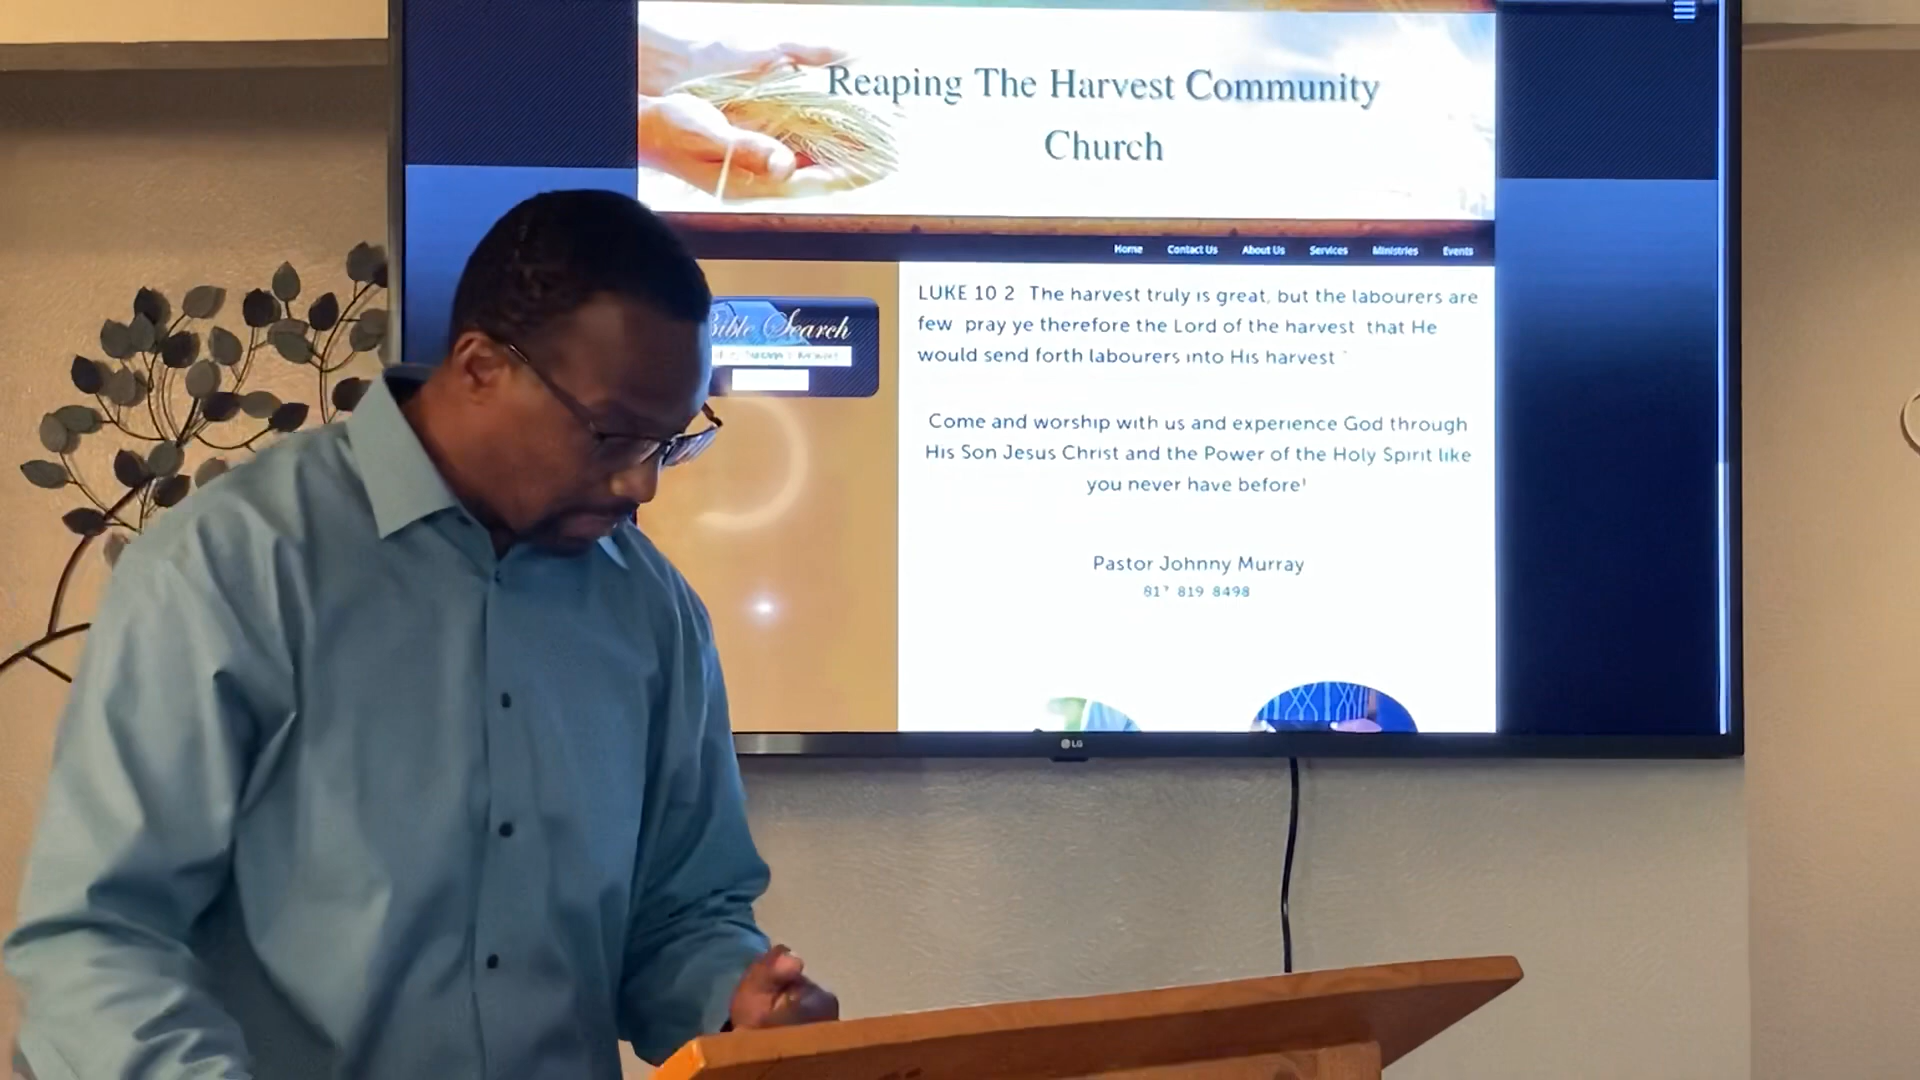 Reaping The Harvest Community
Church
Home Contact Us About Us Services Ministries Events
Bible Search
LUKE 10 2 The harvest truly is great, but the labourers are
few pray ye therefore the Lord of the harvest that He
would send forth labourers into His harvest
Come and worship with us and experience God through
His Son Jesus Christ and the Power of the Holy Spirit like
you never have before!
Pastor Johnny Murray
817 819 8498
LG